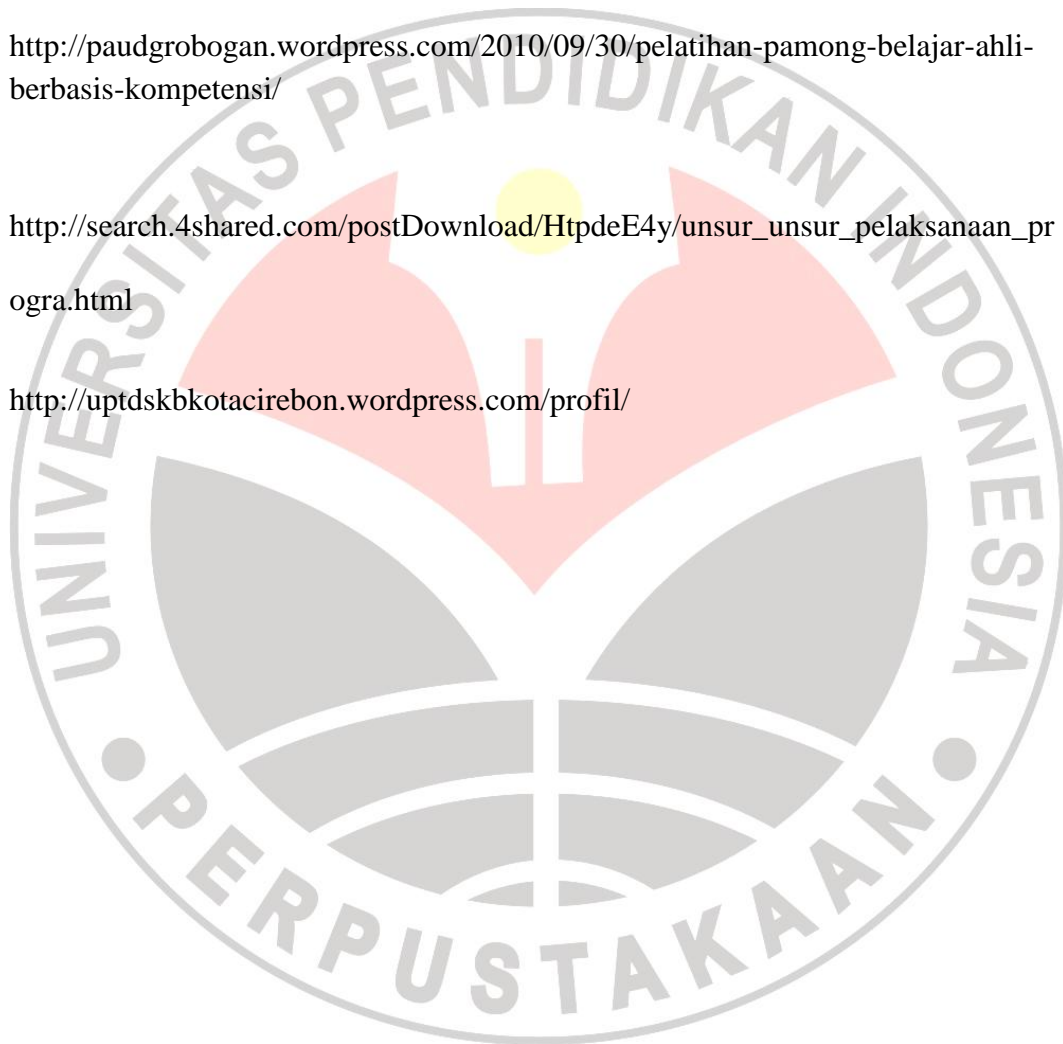 http://paudgrobogan.wordpress.com/2010/09/30/pelatihan-pamong-belajar-ahli-
berbasis-kompetensi/
http://search.4shared.com/postDownload/HtpdeE4y/unsur_unsur_pelaksanaan_pr
ogra.html
http://uptdskbkotacirebon.wordpress.com/profil/
UNIVERSITAS PENDIDIKAN INDONESIA
PERPUSTAKAAN